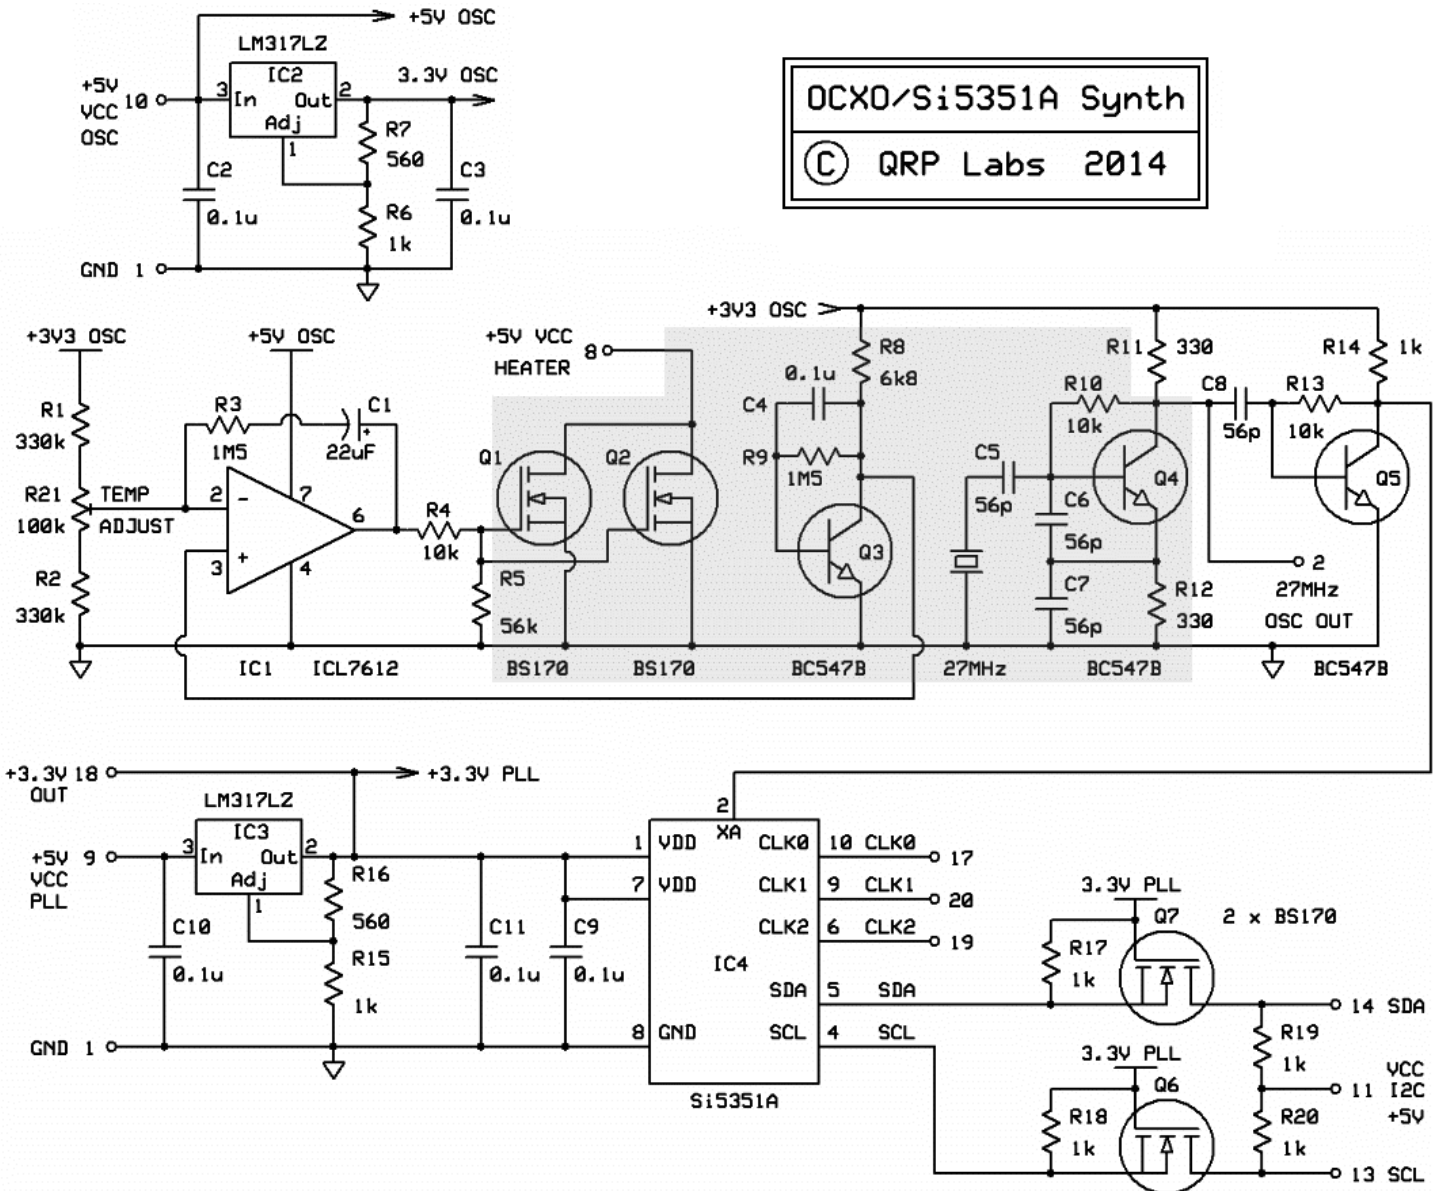 +5V OSC
LM317LZ
IC2
3.3V OSC
+5V
VCC
OSC
10
3
2
In
Out
Adj
1
R7
560
C2
0.1u
C3
0.1u
R6
1k
GND 1
OCXO/Si5351A Synth
© QRP Labs 2014
+3V3 OSC
+5V OSC
+5V VCC
HEATER
8
+3V3 OSC
R1
330k
R3
1M5
C1
+
22uF
R21
100k
TEMP
ADJUST
2
-
7
6
3
+
4
R4
10k
R2
330k
R5
56k
IC1
ICL7612
Q1
BS170
Q2
BS170
R8
6k8
0.1u
C4
R9
1M5
Q3
BC547B
C5
56p
27MHz
R10
10k
R11
330
C6
56p
C7
56p
Q4
R12
330
BC547B
C8
56p
R13
10k
R14
1k
Q5
2
27MHz
OSC OUT
BC547B
+3.3V 18
OUT
+3.3V PLL
LM317LZ
IC3
+5V 9
VCC
PLL
3
2
In
Out
Adj
1
R16
560
C10
0.1u
R15
1k
C11
0.1u
C9
0.1u
GND 1
2
XA
1 VDD
7 VDD
8 GND
IC4
CLK0 10 CLK0 17
CLK1 9 CLK1 20
CLK2 6 CLK2 19
SDA 5 SDA
SCL 4 SCL
Si5351A
3.3V PLL
Q7
2 x BS170
R17
1k
14 SDA
R19
1k
3.3V PLL
Q6
VCC
11 I2C
+5V
R18
1k
R20
1k
13 SCL